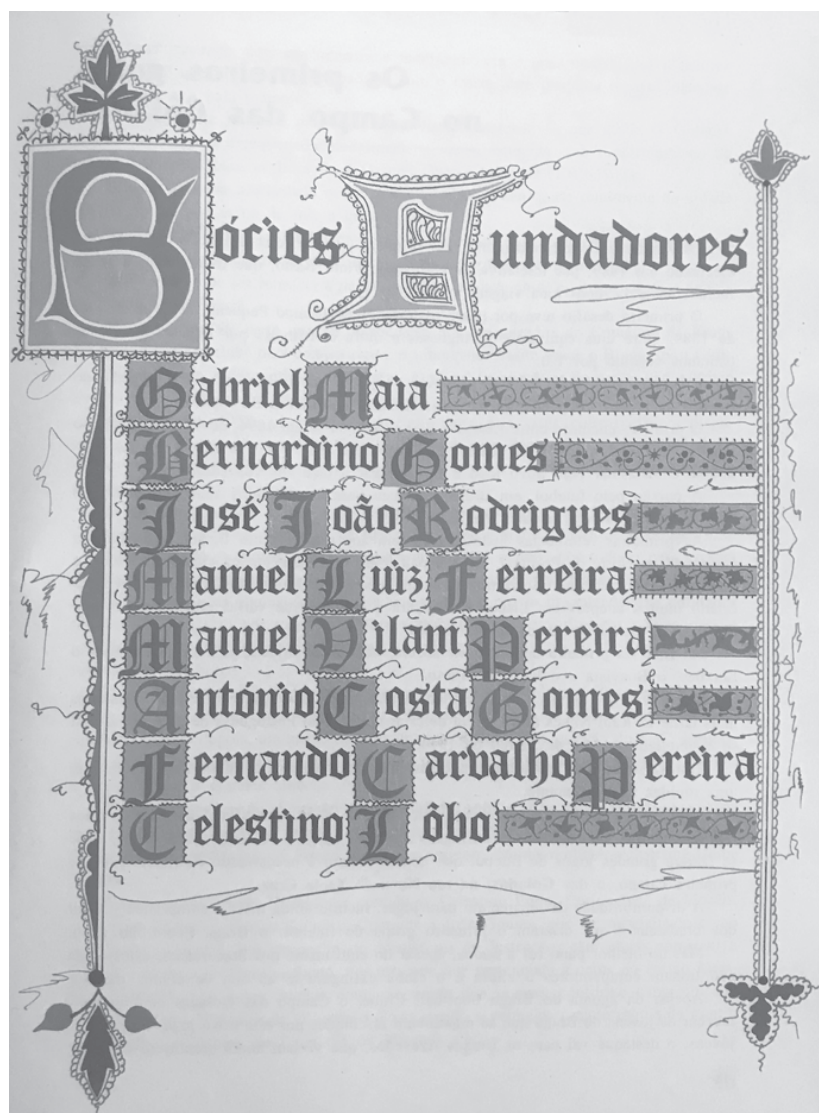 Sócios Fundadores
Gabriel Maia
Bernardino Gomes
José João Rodrigues
Manuel Luiz Ferreira
Manuel Vilam Pereira
António Costa Gomes
Fernando Carvalho Pereira
Celestino Lôbo